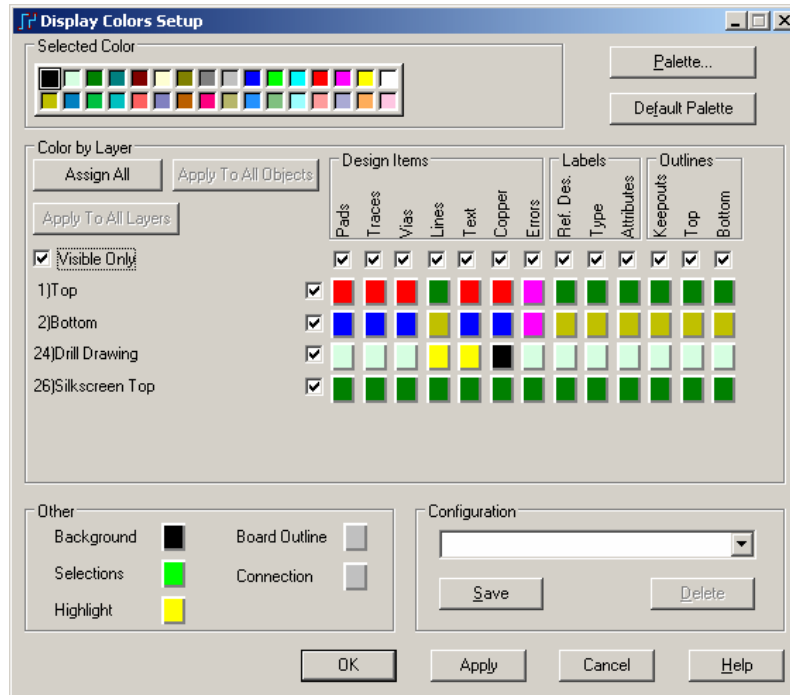 Display Colors Setup
Selected Color
Palette...
Default Palette
Color by Layer
Assign All
Apply To All Objects
Apply To All Layers
Design Items
Labels
Outlines
Pads
Traces
Vias
Lines
Text
Copper
Errors
Ref. Des.
Type
Attributes
Keepouts
Top
Bottom
Visible Only
1)Top
2)Bottom
24)Drill Drawing
26)Silkscreen Top
Other
Background
Board Outline
Selections
Connection
Highlight
Configuration
Save
Delete
OK
Apply
Cancel
Help